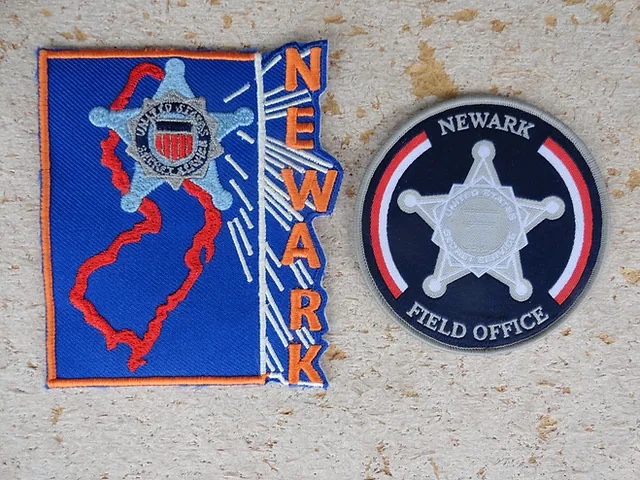 UNITED STATES
SECRET SERVICE
NEWARK
NEWARK
UNITED STATES
SECRET SERVICE
FIELD OFFICE